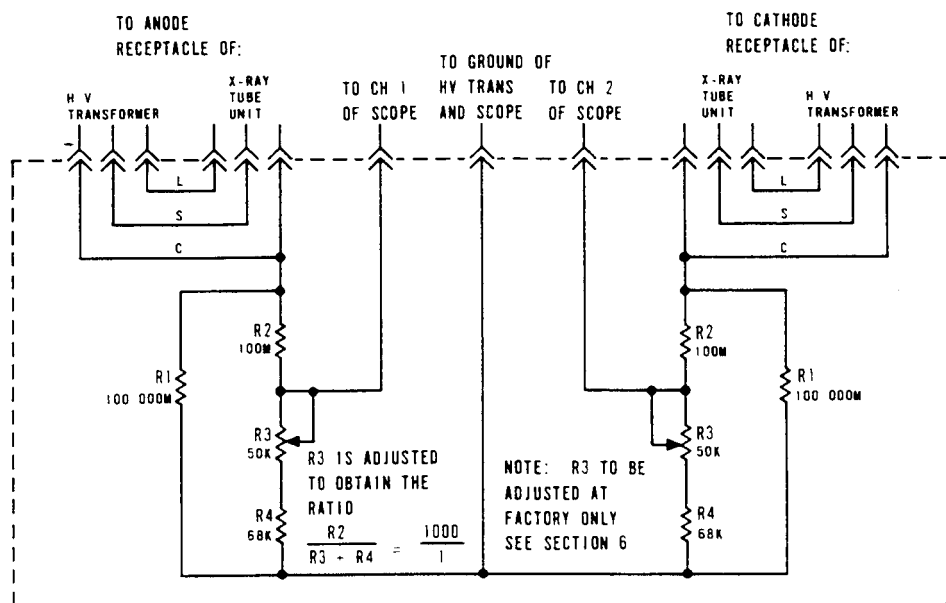 TO ANODE
RECEPTACLE OF:
H V
TRANSFORMER
X-RAY
TUBE
UNIT
TO CH 1
OF SCOPE
TO GROUND OF
HV TRANS
AND SCOPE
TO CH 2
OF SCOPE
TO CATHODE
RECEPTACLE OF:
X-RAY
TUBE
UNIT
H V
TRANSFORMER
L
S
C
L
S
C
R2
100M
R1
100 000M
R3
50K
R4
68K
R3 IS ADJUSTED
TO OBTAIN THE
RATIO
R2
R3 + R4
=
1000
1
NOTE: R3 TO BE
ADJUSTED AT
FACTORY ONLY
SEE SECTION 6
R2
100M
R1
100 000M
R3
50K
R4
68K